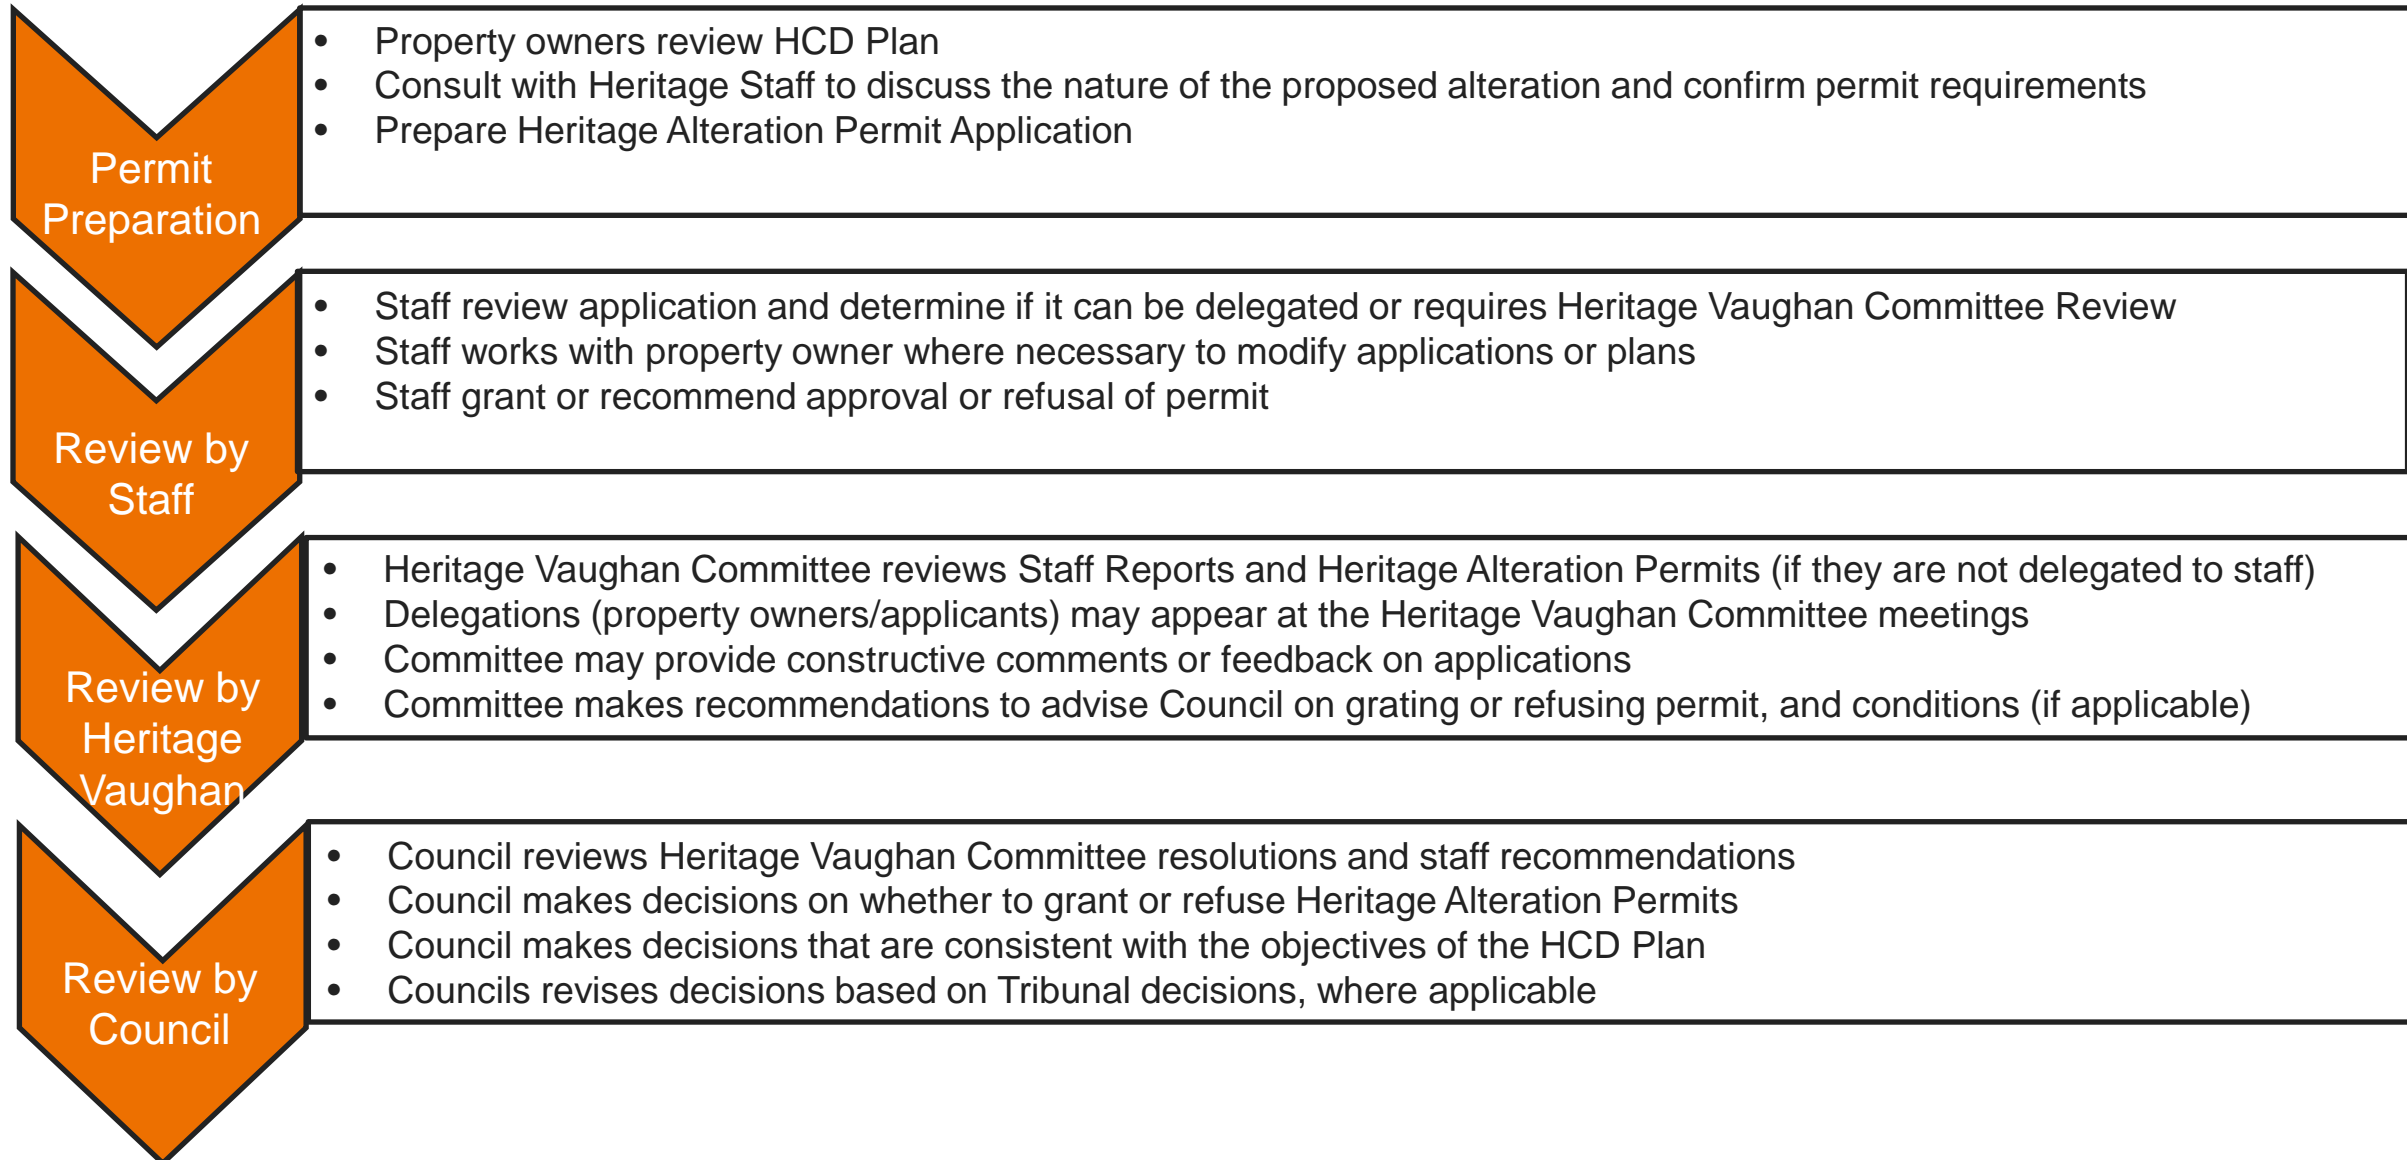 Permit
Preparation
• Property owners review HCD Plan
• Consult with Heritage Staff to discuss the nature of the proposed alteration and confirm permit requirements
• Prepare Heritage Alteration Permit Application
Review by
Staff
• Staff review application and determine if it can be delegated or requires Heritage Vaughan Committee Review
• Staff works with property owner where necessary to modify applications or plans
• Staff grant or recommend approval or refusal of permit
Review by
Heritage
Vaughan
• Heritage Vaughan Committee reviews Staff Reports and Heritage Alteration Permits (if they are not delegated to staff)
• Delegations (property owners/applicants) may appear at the Heritage Vaughan Committee meetings
• Committee may provide constructive comments or feedback on applications
• Committee makes recommendations to advise Council on grating or refusing permit, and conditions (if applicable)
Review by
Council
• Council reviews Heritage Vaughan Committee resolutions and staff recommendations
• Council makes decisions on whether to grant or refuse Heritage Alteration Permits
• Council makes decisions that are consistent with the objectives of the HCD Plan
• Councils revises decisions based on Tribunal decisions, where applicable